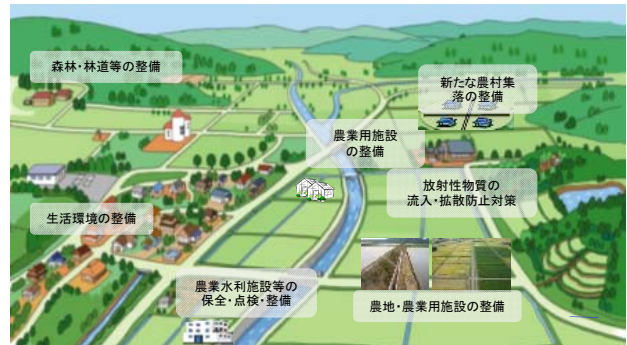 森林・林道等の整備
新たな農村集
落の整備
農業用施設
の整備
放射性物質の
流入・拡散防止対策
生活環境の整備
農業水利施設等の
保全・点検・整備
農地・農業用施設の整備